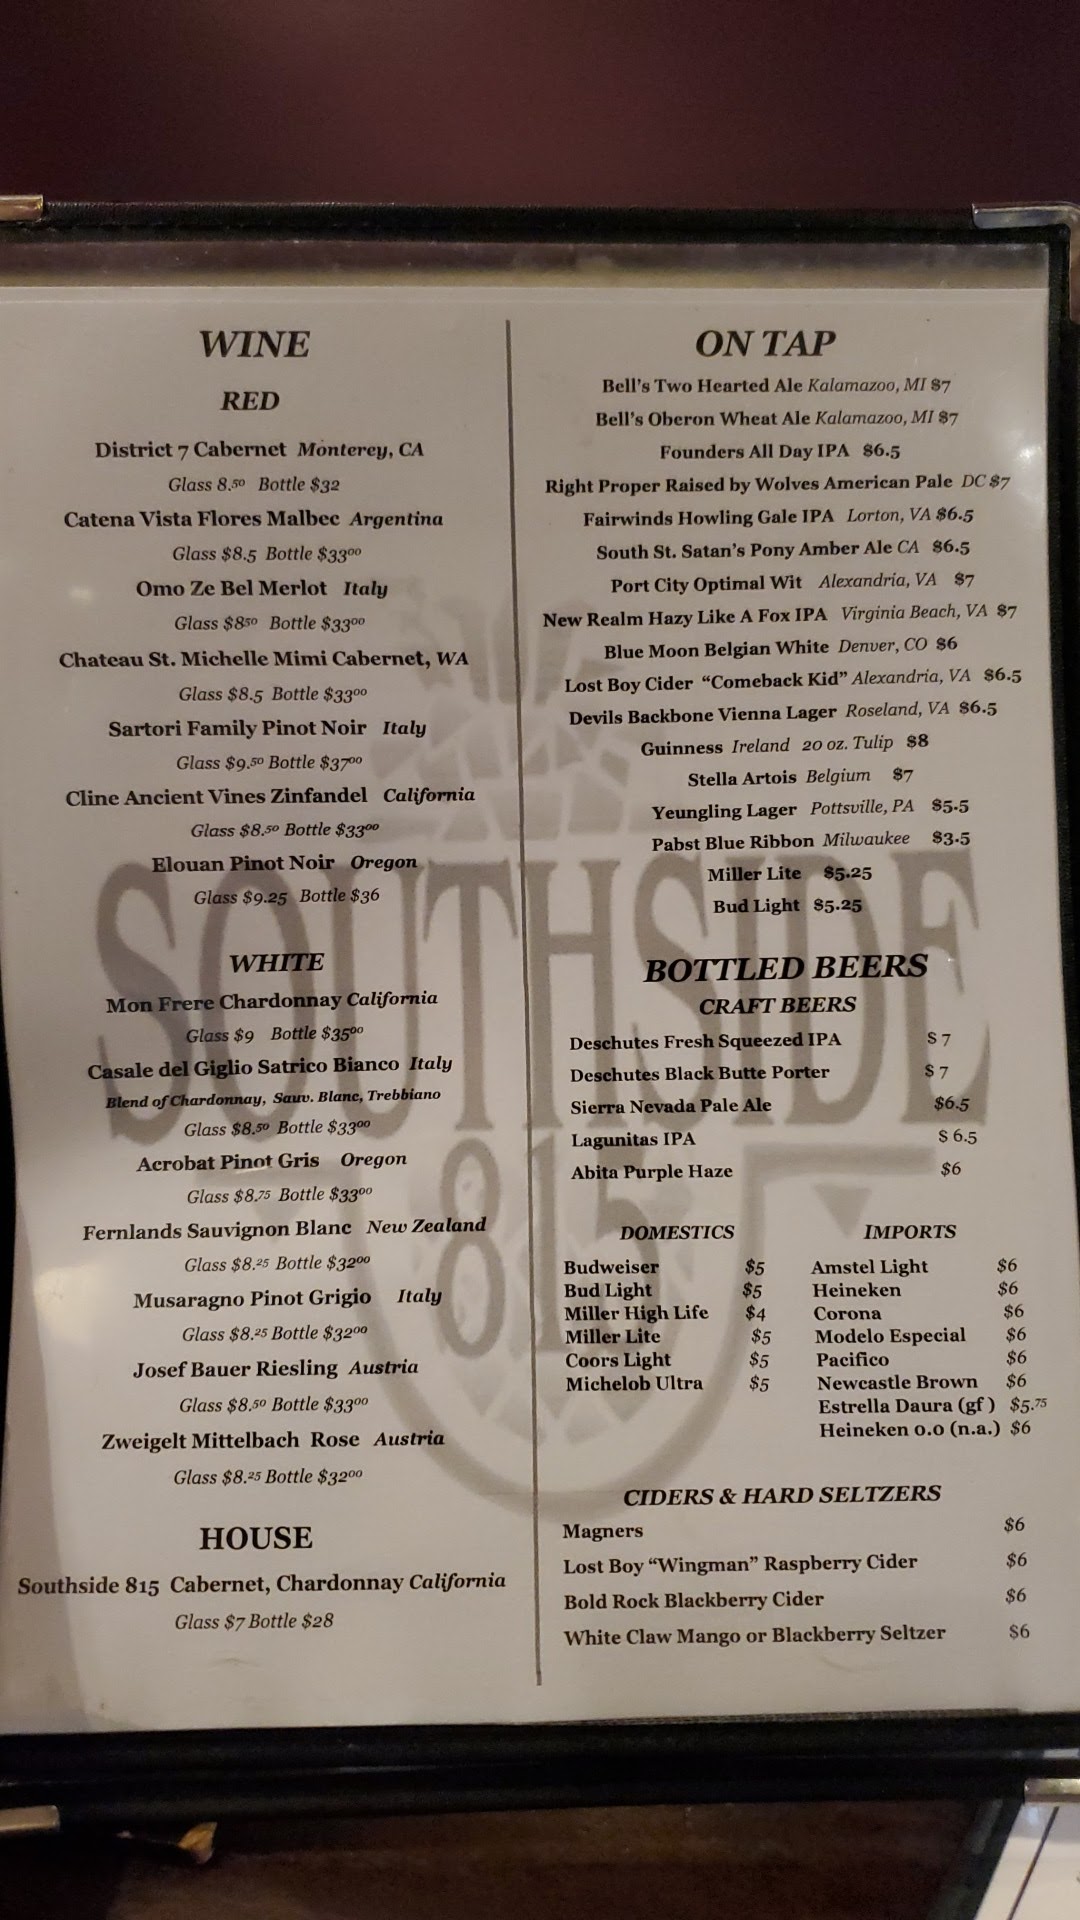 WINE
RED
District 7 Cabernet Monterey, CA
Glass 8.50 Bottle $32
Catena Vista Flores Malbec Argentina
Glass $8.5 Bottle $3300
Omo Ze Bel Merlot Italy
Glass $850 Bottle $3300
Chateau St. Michelle Mimi Cabernet, WA
Glass $8.5 Bottle $3300
Sartori Family Pinot Noir Italy
Glass $9.50 Bottle $3700
Cline Ancient Vines Zinfandel California
Glass $8.50 Bottle $3300
Elouan Pinot Noir Oregon
Glass $9.25 Bottle $36
WHITE
Mon Frere Chardonnay California
Glass $9 Bottle $3500
Casale del Giglio Satrico Bianco Italy
Blend of Chardonnay, Sauv. Blanc, Trebbiano
Glass $8.50 Bottle $3300
Acrobat Pinot Gris Oregon
Glass $8.75 Bottle $3300
Fernlands Sauvignon Blanc New Zealand
Glass $8.25 Bottle $3200
Musaragno Pinot Grigio Italy
Glass $8.25 Bottle $3200
Josef Bauer Riesling Austria
Glass $8.50 Bottle $3300
Zweigelt Mittelbach Rose Austria
Glass $8.25 Bottle $3200
HOUSE
Southside 815 Cabernet, Chardonnay California
Glass $7 Bottle $28
ON TAP
Bell's Two Hearted Ale Kalamazoo, MI $7
Bell's Oberon Wheat Ale Kalamazoo, MI $7
Founders All Day IPA $6.5
Right Proper Raised by Wolves American Pale DC $7
Fairwinds Howling Gale IPA Lorton, VA $6.5
South St. Satan's Pony Amber Ale CA $6.5
Port City Optimal Wit Alexandria, VA $7
New Realm Hazy Like A Fox IPA Virginia Beach, VA $7
Blue Moon Belgian White Denver, CO $6
Lost Boy Cider "Comeback Kid" Alexandria, VA $6.5
Devils Backbone Vienna Lager Roseland, VA $6.5
Guinness Ireland 20 oz. Tulip $8
Stella Artois Belgium $7
Yeungling Lager Pottsville, PA $5.5
Pabst Blue Ribbon Milwaukee $3.5
Miller Lite $5.25
Bud Light $5.25
BOTTLED BEERS
CRAFT BEERS
Deschutes Fresh Squeezed IPA $ 7
Deschutes Black Butte Porter $ 7
Sierra Nevada Pale Ale $6.5
Lagunitas IPA $ 6.5
Abita Purple Haze $6
DOMESTICS
Budweiser $5
Bud Light $5
Miller High Life $4
Miller Lite $5
Coors Light $5
Michelob Ultra $5
IMPORTS
Amstel Light $6
Heineken $6
Corona $6
Modelo Especial $6
Pacifico $6
Newcastle Brown $6
Estrella Daura (gf ) $5.75
Heineken 0.0 (n.a.) $6
CIDERS & HARD SELTZERS
Magners $6
Lost Boy "Wingman" Raspberry Cider $6
Bold Rock Blackberry Cider $6
White Claw Mango or Blackberry Seltzer $6
SOUTHSIDE
815